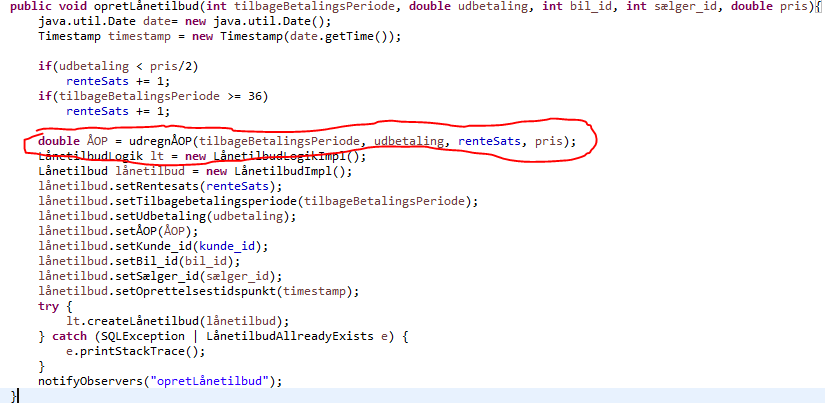 public void opretLånetilbud(int tilbageBetalingsPeriode, double udbetaling, int bil_id, int sælger_id, double pris){
java.util.Date date= new java.util.Date();
Timestamp timestamp = new Timestamp(date.getTime());
if(udbetaling < pris/2)
renteSats += 1;
if(tilbageBetalingsPeriode >= 36)
renteSats += 1;
double ÅOP = udregnÅOP(tilbageBetalingsPeriode, udbetaling, renteSats, pris);
LånetilbudLogik lt = new LånetilbudLogikImpl();
Lånetilbud lånetilbud = new LånetilbudImpl();
lånetilbud.setRentesats(renteSats);
lånetilbud.setTilbagebetalingsperiode(tilbageBetalingsPeriode);
lånetilbud.setUdbetaling(udbetaling);
lånetilbud.setÅOP(ÅOP);
lånetilbud.setKunde_id(kunde_id);
lånetilbud.setBil_id(bil_id);
lånetilbud.setSælger_id(sælger_id);
lånetilbud.setOprettelsestidspunkt(timestamp);
try {
lt.createLånetilbud(lånetilbud);
} catch (SQLException | LånetilbudAllreadyExists e) {
e.printStackTrace();
}
notifyObservers("opretLånetilbud");
}